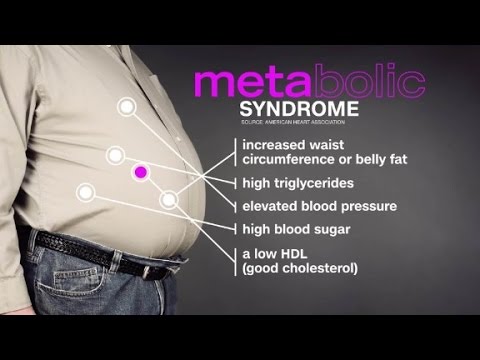 metabolic
SYNDROME
SOURCE: AMERICAN HEART ASSOCIATION
increased waist
circumference or belly fat
high triglycerides
elevated blood pressure
high blood sugar
a low HDL
(good cholesterol)